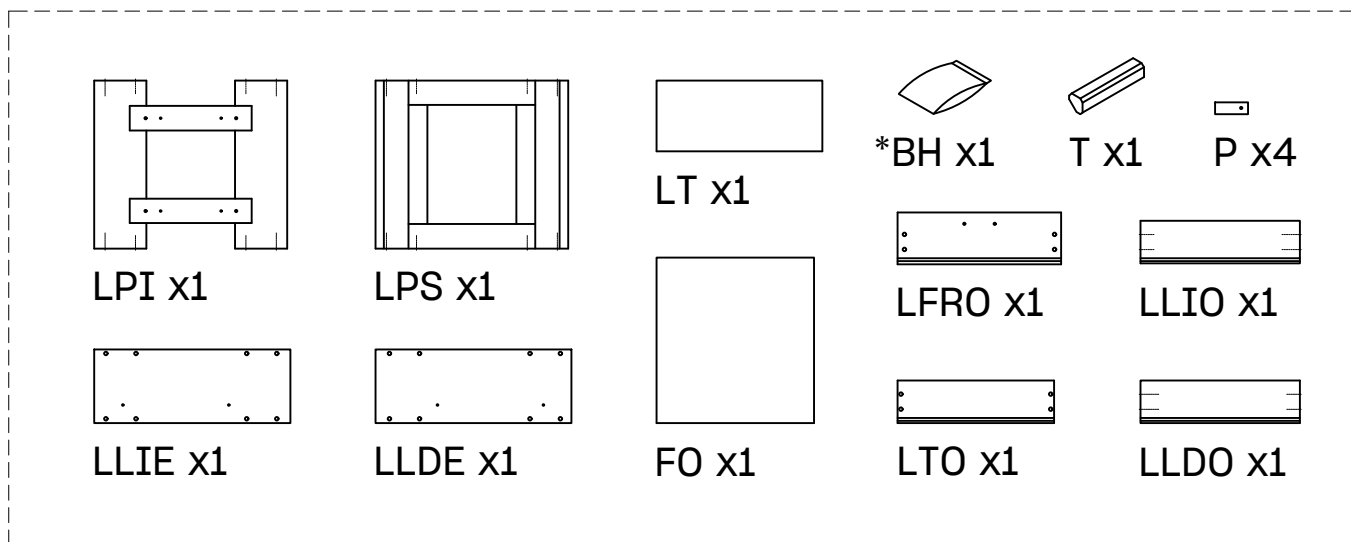 *BH x1
T x1
P x4
LT x1
LPI x1
LPS x1
LFRO x1
LLIO x1
LLIE x1
LLDE x1
FO x1
LTO x1
LLDO x1